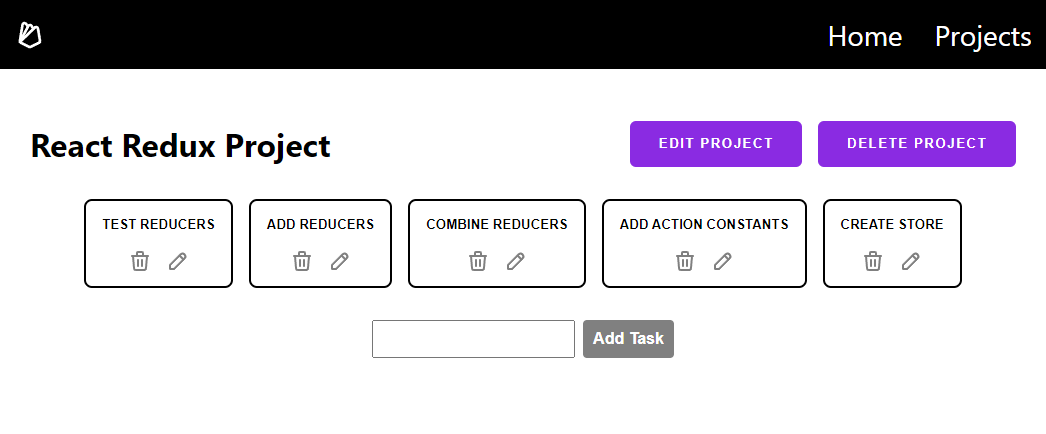 Home Projects
React Redux Project
EDIT PROJECT
DELETE PROJECT
TEST REDUCERS
ADD REDUCERS
COMBINE REDUCERS
ADD ACTION CONSTANTS
CREATE STORE
Add Task